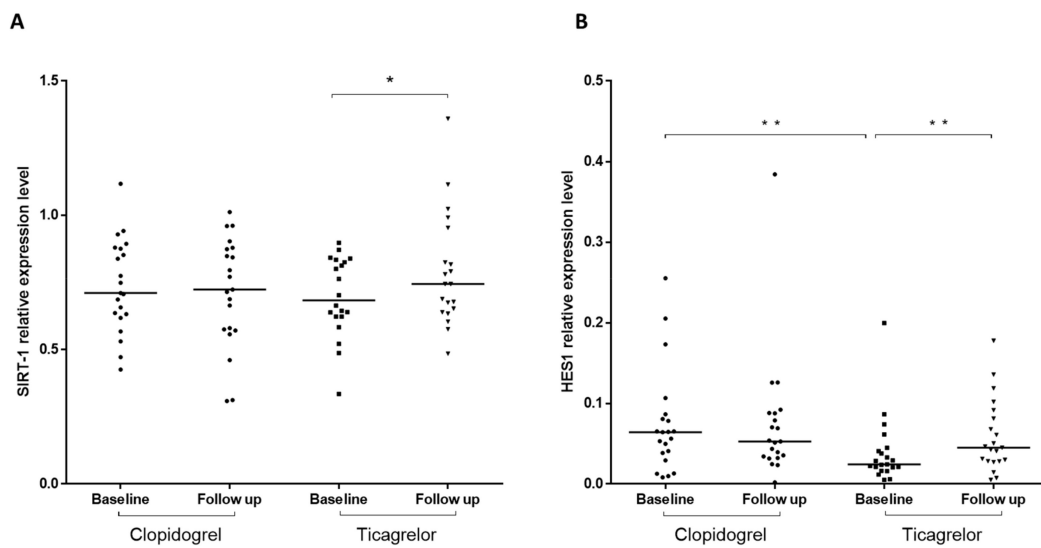 A
SIRT-1 relative expression level
1.5
1.0
0.5
0.0
*
Baseline
Follow up
Baseline
Follow up
Clopidogrel
Ticagrelor
B
HES1 relative expression level
0.5
0.4
0.3
0.2
0.1
0.0
* *
* *
Baseline
Follow up
Baseline
Follow up
Clopidogrel
Ticagrelor